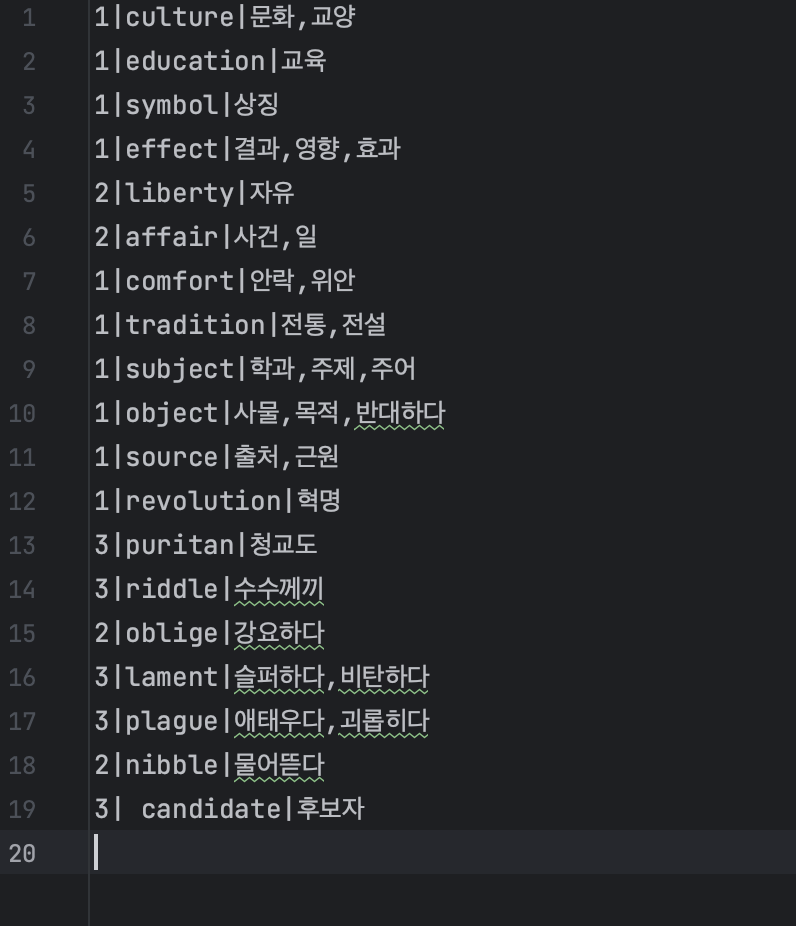 1 1|culture|문화,교양
2 1|education|교육
3 1|symbol|상징
4 1|effect|결과,영향,효과
5 2|liberty|자유
6 2|affair|사건,일
7 1|comfort|안락,위안
8 1|tradition|전통,전설
9 1|subject|학과,주제,주어
10 1|object|사물,목적,반대하다
11 1|source|출처,근원
12 1|revolution|혁명
13 3|puritan|청교도
14 3|riddle|수수께끼
15 2|oblige|강요하다
16 3|lament|슬퍼하다,비탄하다
17 3|plague|애태우다,괴롭히다
18 2|nibble|물어뜯다
19 3| candidate|후보자
20